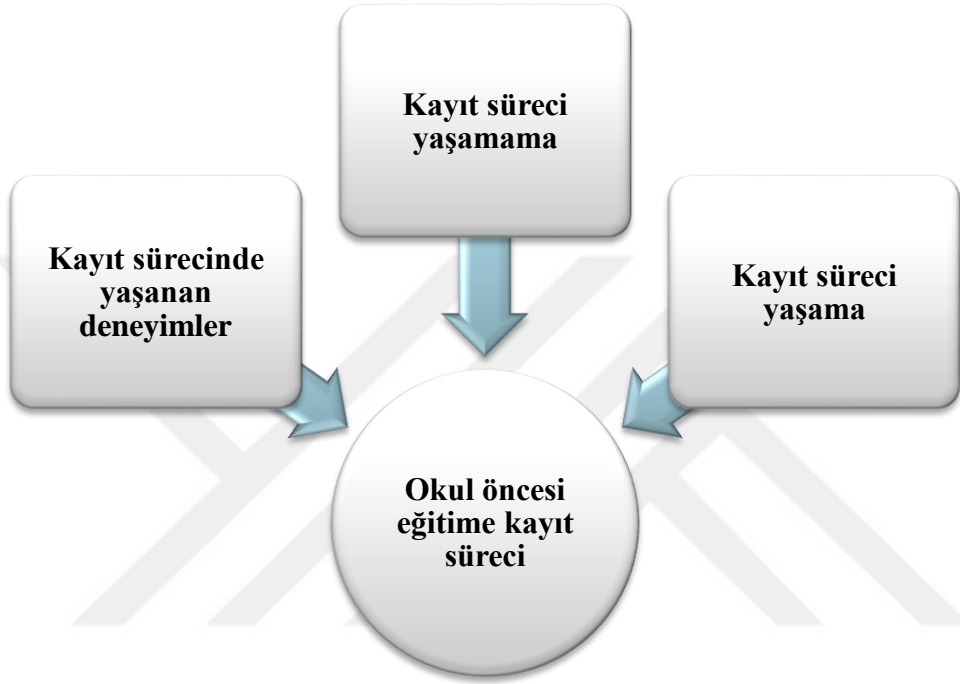 Kayıt süreci
yaşamama
Kayıt sürecinde
yaşanan
deneyimler
Kayıt süreci
yaşama
Okul öncesi
eğitime kayıt
süreci